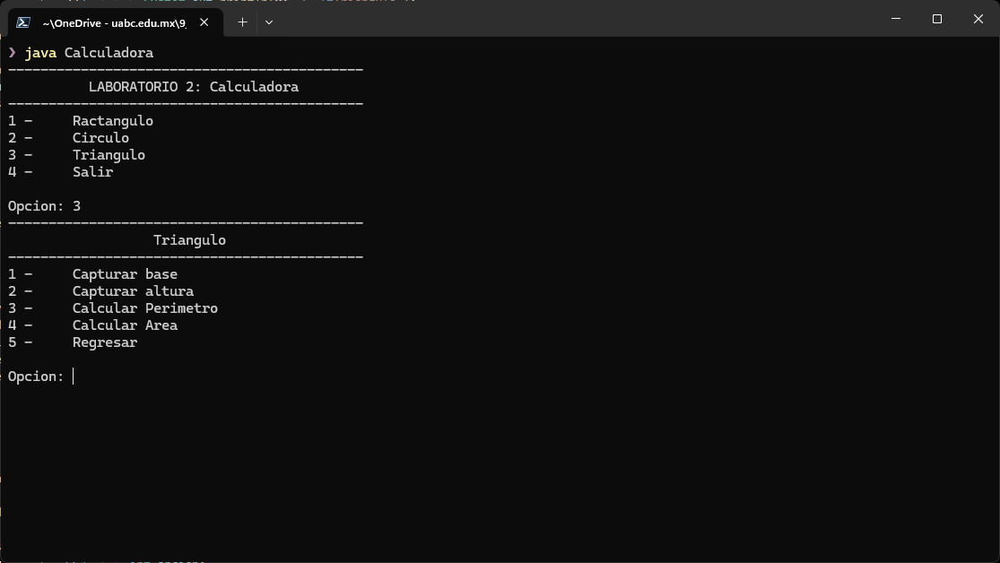 ~\OneDrive - uabc.edu.mx\9_
❯ java Calculadora
--------------------------------------------
LABORATORIO 2: Calculadora
--------------------------------------------
1 - Ractangulo
2 - Circulo
3 - Triangulo
4 - Salir
Opcion: 3
--------------------------------------------
Triangulo
--------------------------------------------
1 - Capturar base
2 - Capturar altura
3 - Calcular Perimetro
4 - Calcular Area
5 - Regresar
Opcion: